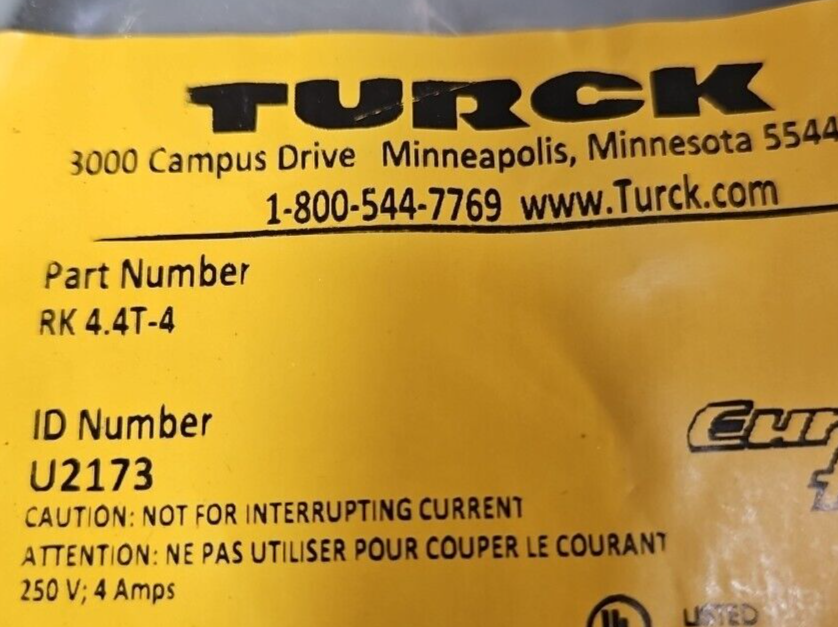 TURCK
3000 Campus Drive Minneapolis, Minnesota 5544
1-800-544-7769 www.Turck.com
Part Number
RK 4.4T-4
ID Number
U2173
CAUTION: NOT FOR INTERRUPTING CURRENT
ATTENTION: NE PAS UTILISER POUR COUPER LE COURANT
250 V; 4 Amps
UL LISTED